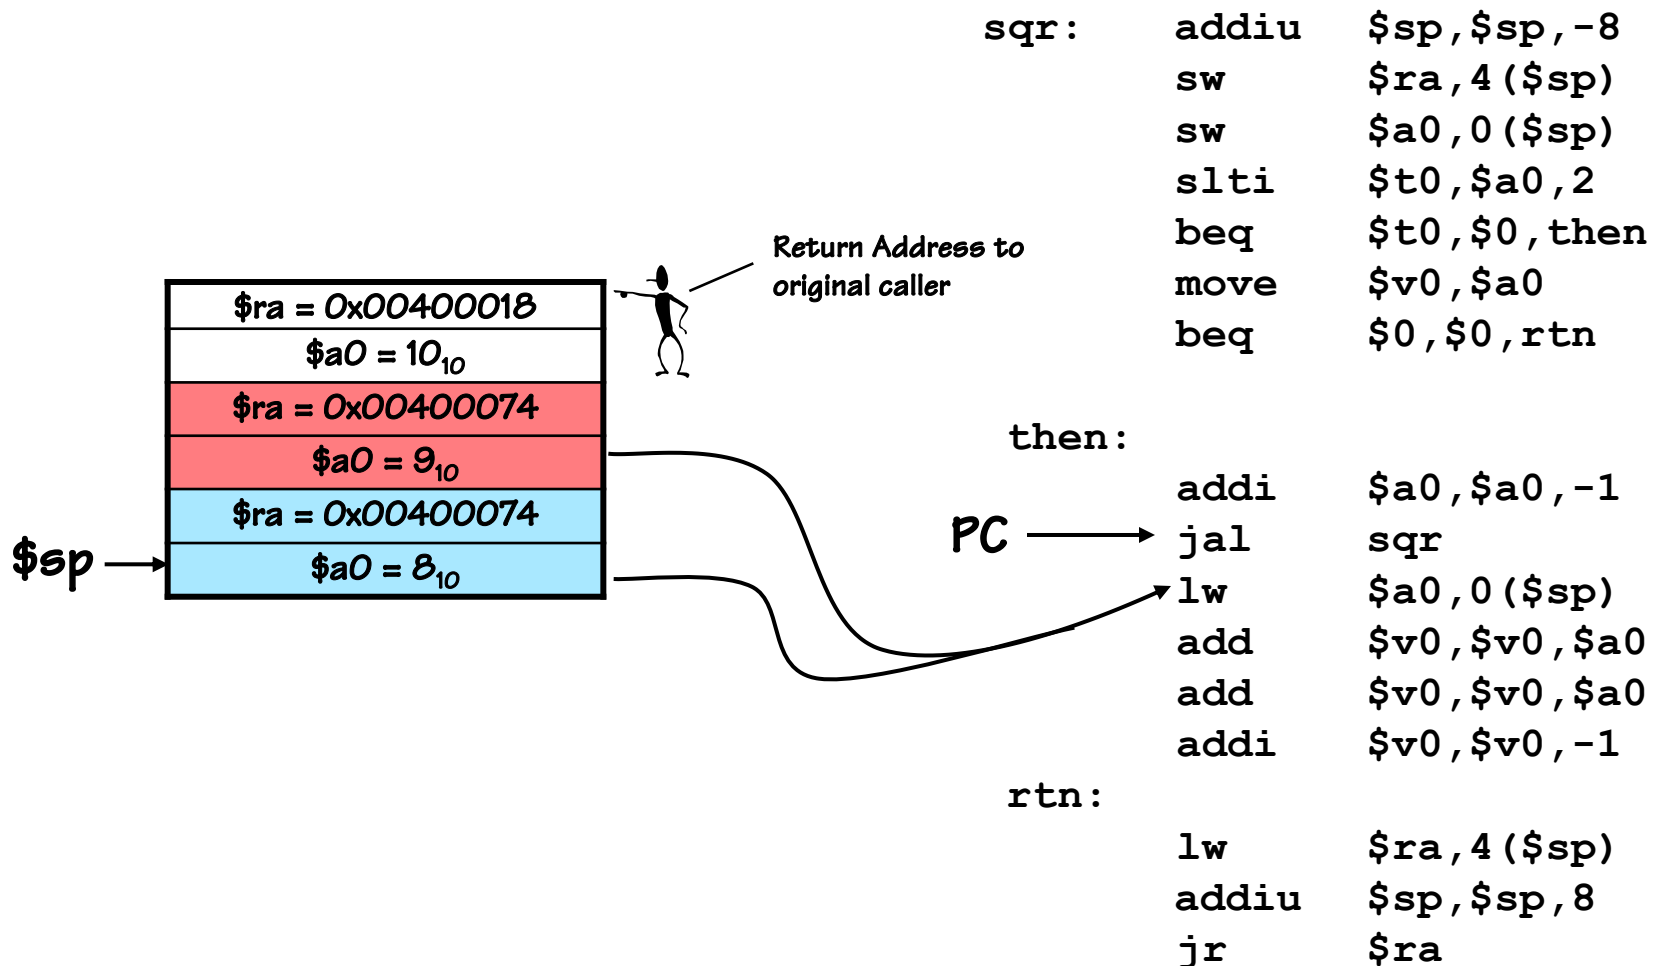 sqr: addiu $sp,$sp,-8
sw $ra,4($sp)
sw $a0,0($sp)
slti $t0,$a0,2
beq $t0,$0,then
move $v0,$a0
beq $0,$0,rtn
then:
addi $a0,$a0,-1
PC jal sqr
lw $a0,0($sp)
add $v0,$v0,$a0
add $v0,$v0,$a0
addi $v0,$v0,-1
rtn:
lw $ra,4($sp)
addiu $sp,$sp,8
jr $ra
Return Address to
original caller
$ra = 0x00400018
$a0 = 10₁₀
$ra = 0x00400074
$a0 = 9₁₀
$ra = 0x00400074
$sp $a0 = 8₁₀